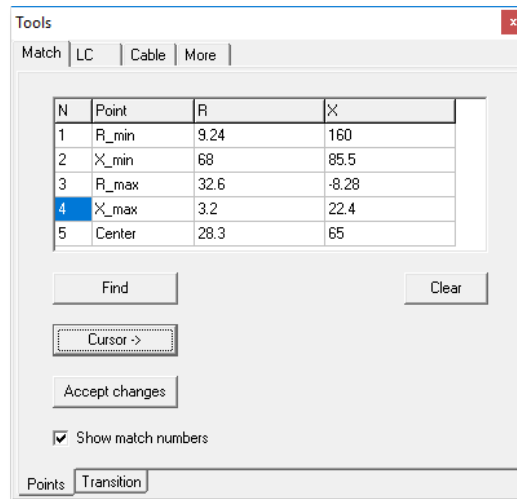 Tools x
Match LC Cable More
N Point R X
1 R_min 9.24 160
2 X_min 68 85.5
3 R_max 32.6 -8.28
4 X_max 3.2 22.4
5 Center 28.3 65
Find Clear
Cursor ->
Accept changes
Show match numbers
Points Transition